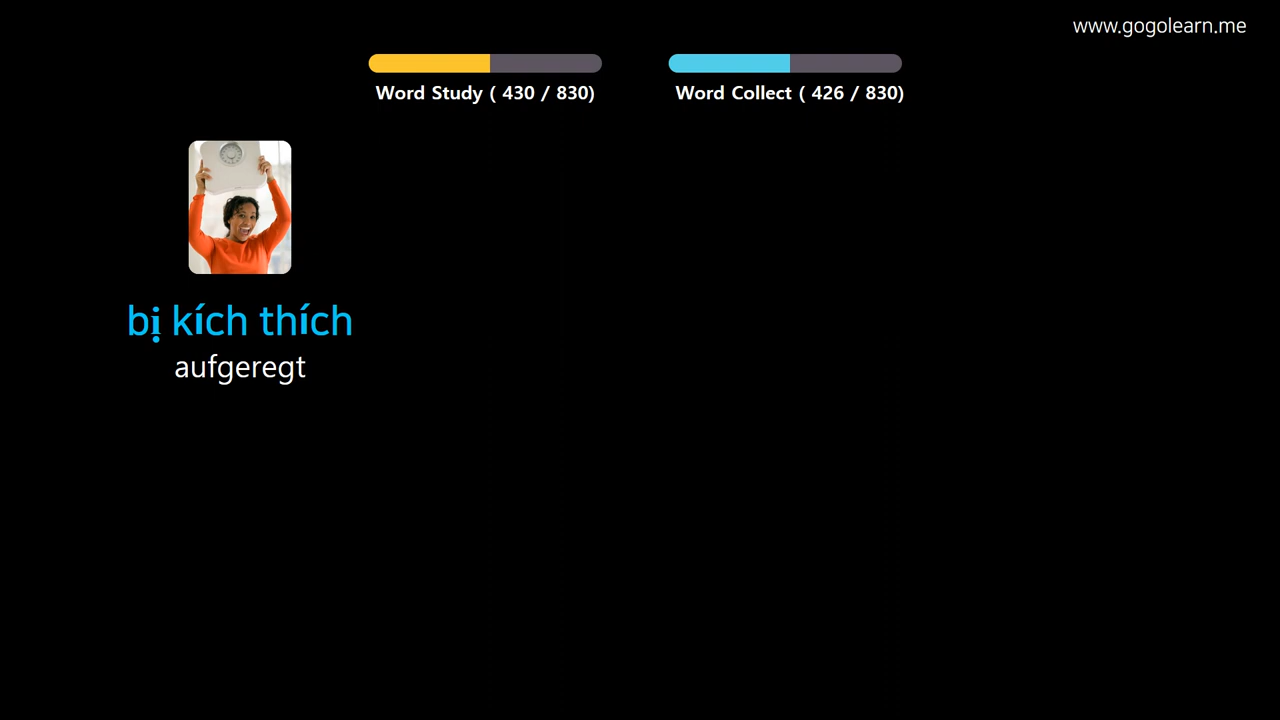 www.gogolearn.me
Word Study ( 430 / 830)
Word Collect ( 426 / 830)
bị kích thích
aufgeregt